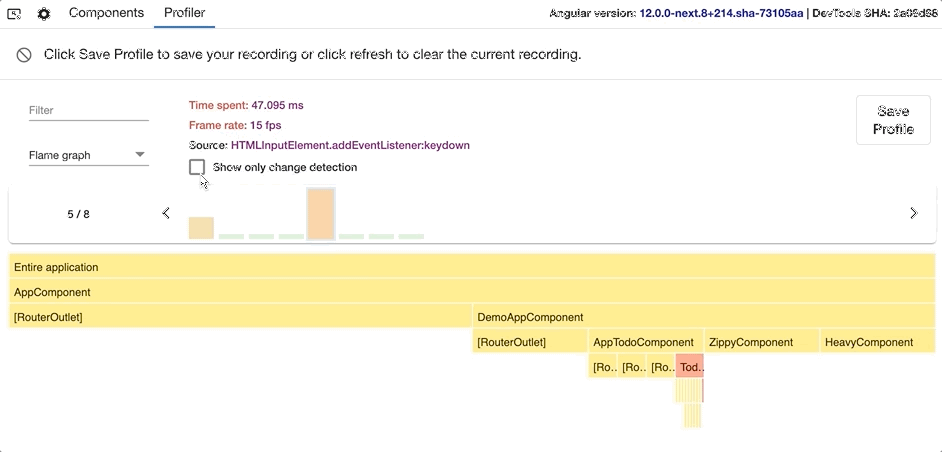 Components Profiler Angular version: 12.0.0-next.8+214.sha-73105aa | DevTools SHA: 2a05d68
Click Save Profile to save your recording or click refresh to clear the current recording.
Filter
Flame graph
Time spent: 47.095 ms
Frame rate: 15 fps
Source: HTMLInputElement.addEventListener:keydown
Show only change detection
Save
Profile
5 / 8
Entire application
AppComponent
[RouterOutlet] DemoAppComponent
[RouterOutlet] AppTodoComponent ZippyComponent HeavyComponent
[Ro.. [Ro.. [Ro.. Tod..